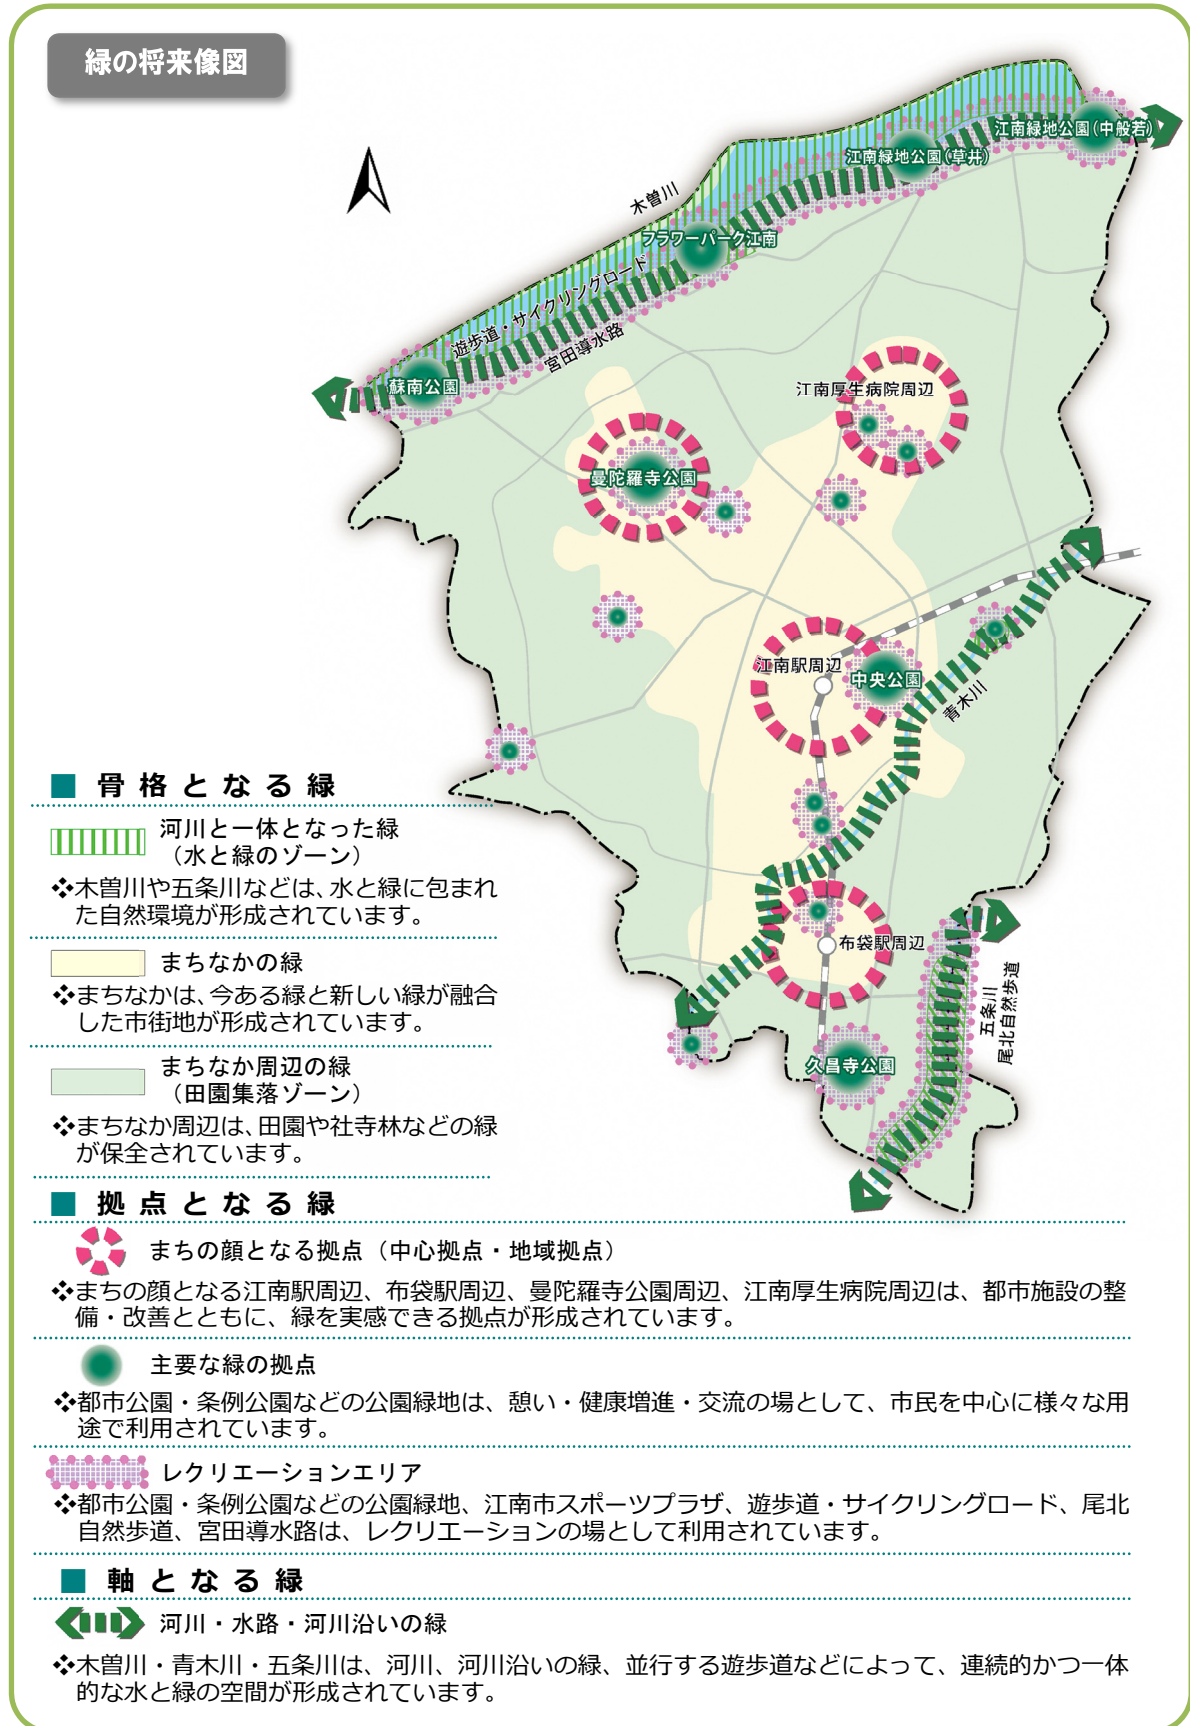 緑の将来像図
江南緑地公園(中般若)
江南緑地公園(草井)
木曽川
フラワーパーク江南
遊歩道・サイクリングロード
宮田導水路
蘇南公園
江南厚生病院周辺
曼陀羅寺公園
江南駅周辺
中央公園
青木川
布袋駅周辺
五条川
尾北自然歩道
久昌寺公園
■ 骨格となる緑
河川と一体となった緑
（水と緑のゾーン）
❖木曽川や五条川などは、水と緑に包まれ
た自然環境が形成されています。
まちなかの緑
❖まちなかは、今ある緑と新しい緑が融合
した市街地が形成されています。
まちなか周辺の緑
（田園集落ゾーン）
❖まちなか周辺は、田園や社寺林などの緑
が保全されています。
■ 拠点となる緑
まちの顔となる拠点（中心拠点・地域拠点）
❖まちの顔となる江南駅周辺、布袋駅周辺、曼陀羅寺公園周辺、江南厚生病院周辺は、都市施設の整
備・改善とともに、緑を実感できる拠点が形成されています。
主要な緑の拠点
❖都市公園・条例公園などの公園緑地は、憩い・健康増進・交流の場として、市民を中心に様々な用
途で利用されています。
レクリエーションエリア
❖都市公園・条例公園などの公園緑地、江南市スポーツプラザ、遊歩道・サイクリングロード、尾北
自然歩道、宮田導水路は、レクリエーションの場として利用されています。
■ 軸となる緑
河川・水路・河川沿いの緑
❖木曽川・青木川・五条川は、河川、河川沿いの緑、並行する遊歩道などによって、連続的かつ一体
的な水と緑の空間が形成されています。